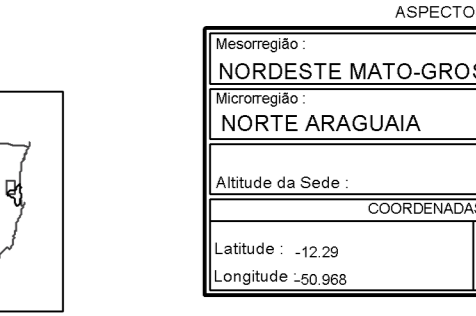 ASPECTO
Mesorregião :
NORDESTE MATO-GROS
Microrregião :
NORTE ARAGUAIA
Altitude da Sede :
COORDENADAS
Latitude : -12.29
Longitude :-50.968